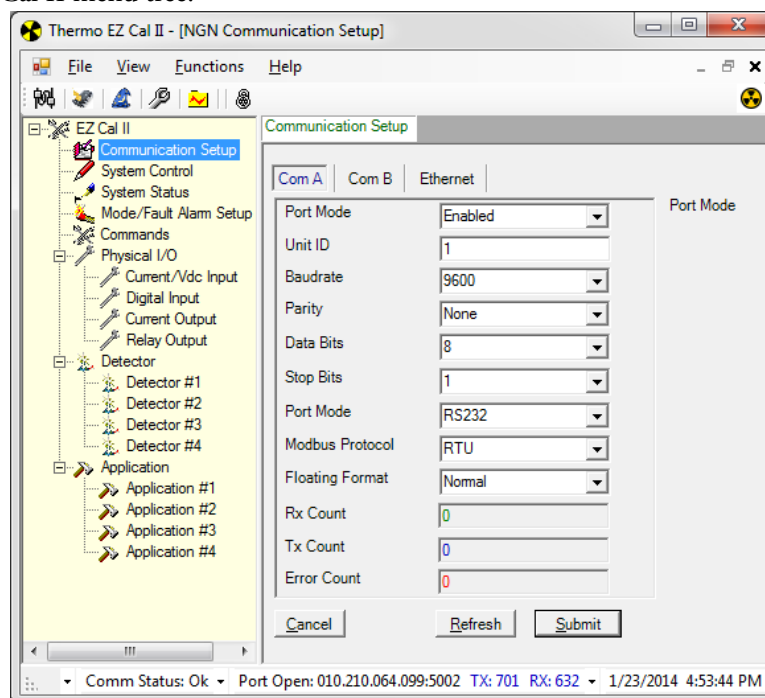 Thermo EZ Cal II - [NGN Communication Setup]
File View Functions Help
EZ Cal II
Communication Setup
System Control
System Status
Mode/Fault Alarm Setup
Commands
Physical I/O
Current/Vdc Input
Digital Input
Current Output
Relay Output
Detector
Detector #1
Detector #2
Detector #3
Detector #4
Application
Application #1
Application #2
Application #3
Application #4
Communication Setup
Com A Com B Ethernet
Port Mode Enabled
Unit ID 1
Baudrate 9600
Parity None
Data Bits 8
Stop Bits 1
Port Mode RS232
Modbus Protocol RTU
Floating Format Normal
Rx Count 0
Tx Count 0
Error Count 0
Port Mode
Cancel Refresh Submit
Comm Status: Ok Port Open: 010.210.064.099:5002 TX: 701 RX: 632 1/23/2014 4:53:44 PM